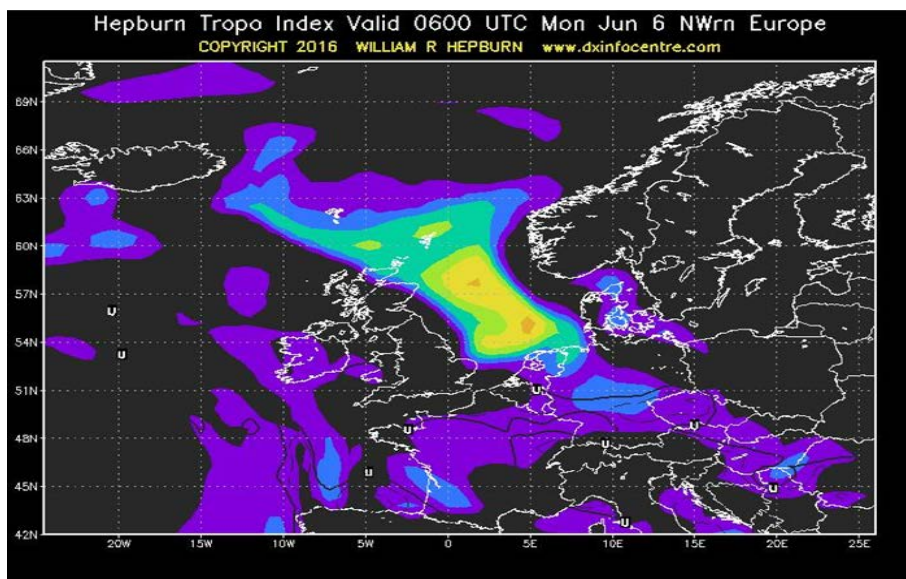 Hepburn Tropo Index Valid 0600 UTC Mon Jun 6 NWrn Europe
COPYRIGHT 2016 WILLIAM R HEPBURN www.dxinfocentre.com
69N
66N
63N
60N
57N
U
54N
U
51N
U
48N
U
U
U
45N
U
U
42N
U
20W
15W
10W
5W
0
5E
10E
15E
20E
25E